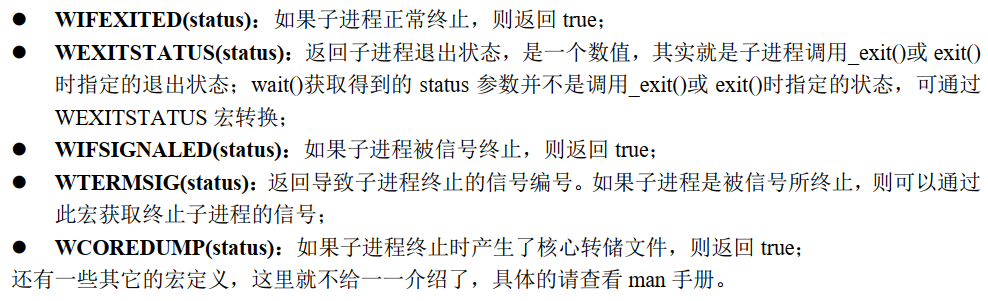 ● WIFEXITED(status)：如果子进程正常终止，则返回 true；
● WEXITSTATUS(status)：返回子进程退出状态，是一个数值，其实就是子进程调用_exit()或 exit()
时指定的退出状态；wait()获取得到的 status 参数并不是调用_exit()或 exit()时指定的状态，可通过
WEXITSTATUS 宏转换；
● WIFSIGNALED(status)：如果子进程被信号终止，则返回 true；
● WTERMSIG(status)：返回导致子进程终止的信号编号。如果子进程是被信号所终止，则可以通过
此宏获取终止子进程的信号；
● WCOREDUMP(status)：如果子进程终止时产生了核心转储文件，则返回 true；
还有一些其它的宏定义，这里就不给一一介绍了，具体的请查看 man 手册。